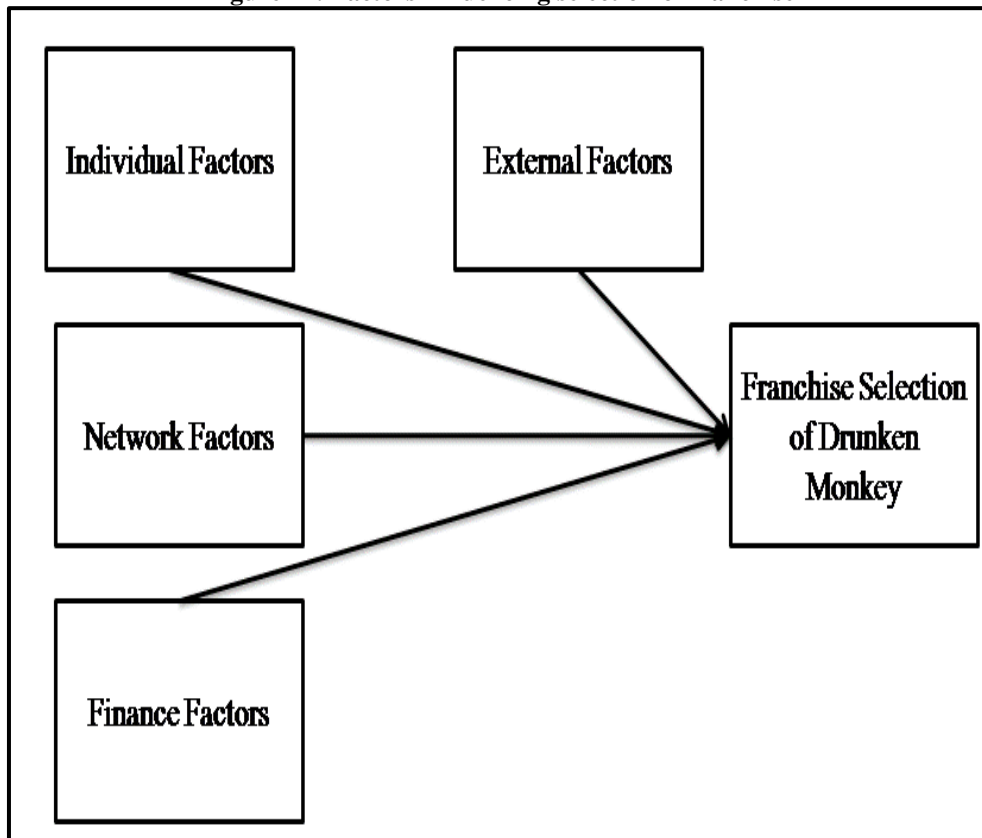 Individual Factors
External Factors
Network Factors
Franchise Selection
of Drunken
Monkey
Finance Factors